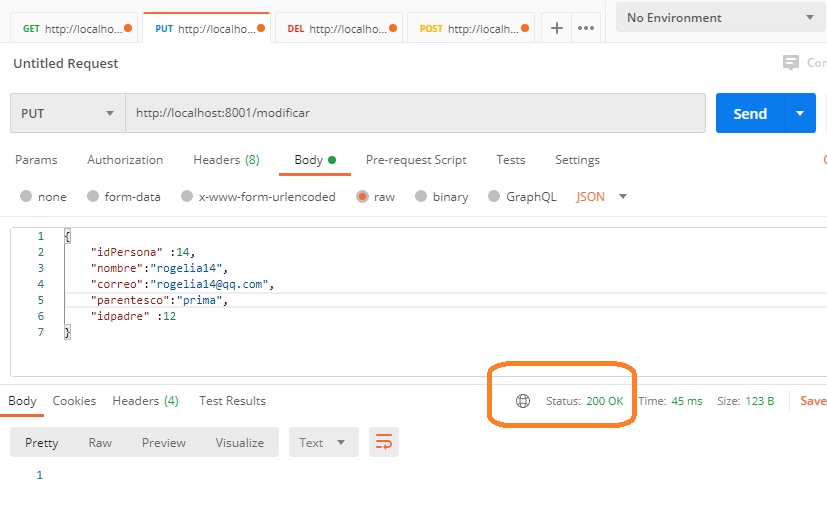 GET http://localho... PUT http://localho... DEL http://localho... POST http://localh... + ••• No Environment
Untitled Request
PUT http://localhost:8001/modificar Send
Params Authorization Headers (8) Body Pre-request Script Tests Settings
none form-data x-www-form-urlencoded raw binary GraphQL JSON
1 {
2 "idPersona" :14,
3 "nombre":"rogelia14",
4 "correo":"rogelia14@qq.com",
5 "parentesco":"prima",
6 "idpadre" :12
7 }
Body Cookies Headers (4) Test Results Status: 200 OK Time: 45 ms Size: 123 B Save
Pretty Raw Preview Visualize Text
1